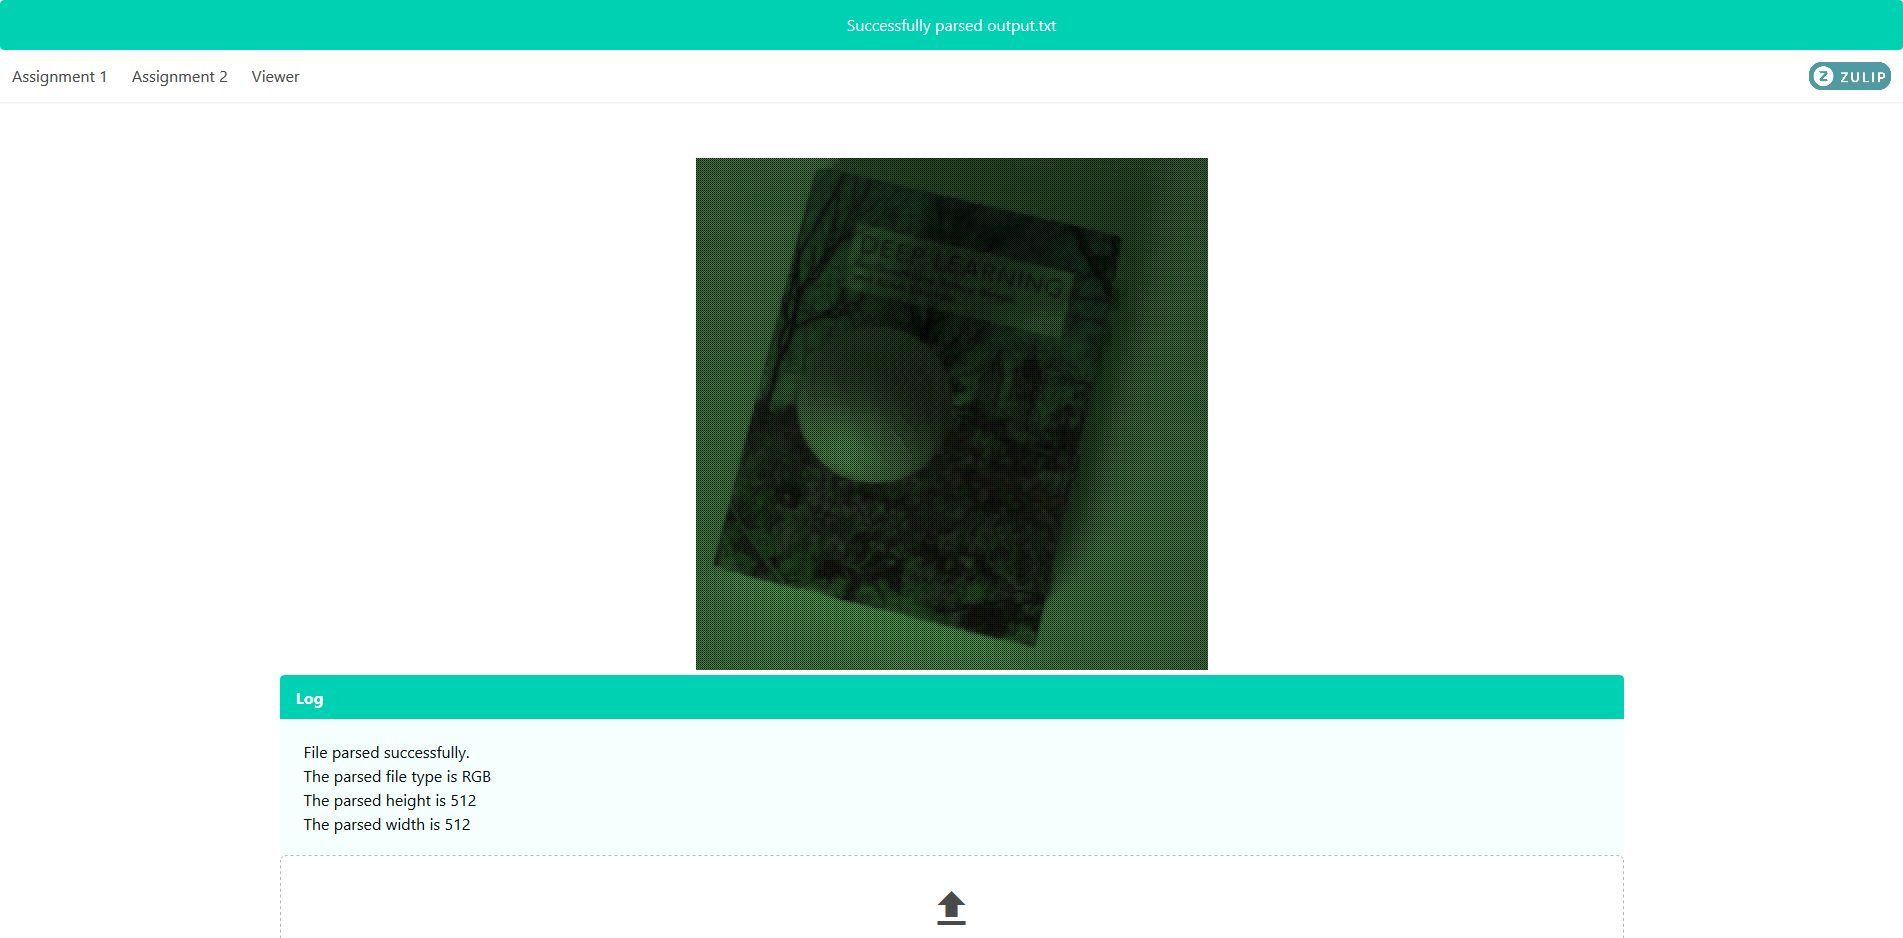 Successfully parsed output.txt
Assignment 1 Assignment 2 Viewer
Z ZULIP
DEEP LEARNING
Log
File parsed successfully.
The parsed file type is RGB
The parsed height is 512
The parsed width is 512